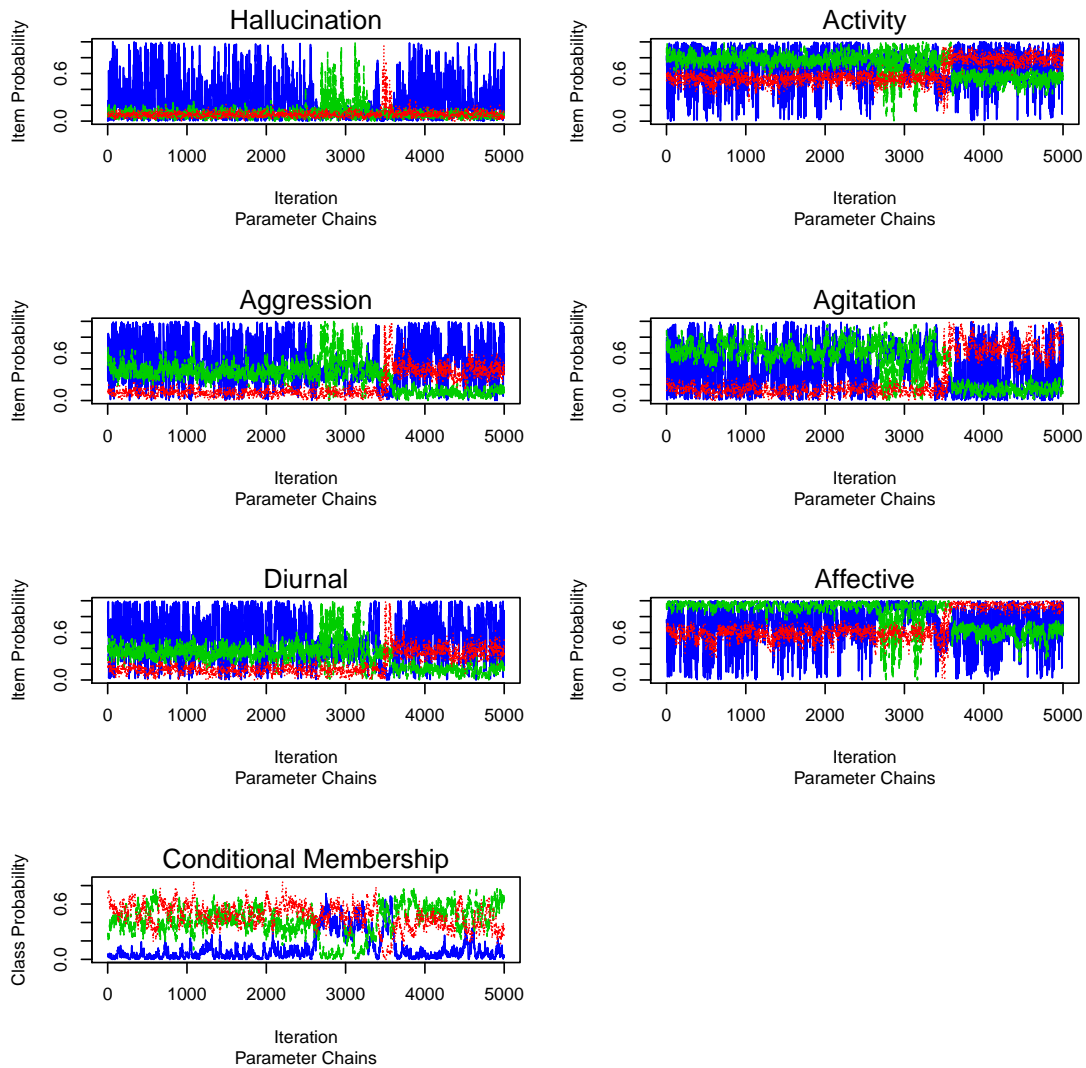 Hallucination
Item Probability
0.0 0.6
0 1000 2000 3000 4000 5000
Iteration
Parameter Chains
Activity
Item Probability
0.0 0.6
0 1000 2000 3000 4000 5000
Iteration
Parameter Chains
Aggression
Item Probability
0.0 0.6
0 1000 2000 3000 4000 5000
Iteration
Parameter Chains
Agitation
Item Probability
0.0 0.6
0 1000 2000 3000 4000 5000
Iteration
Parameter Chains
Diurnal
Item Probability
0.0 0.6
0 1000 2000 3000 4000 5000
Iteration
Parameter Chains
Affective
Item Probability
0.0 0.6
0 1000 2000 3000 4000 5000
Iteration
Parameter Chains
Conditional Membership
Class Probability
0.0 0.6
0 1000 2000 3000 4000 5000
Iteration
Parameter Chains